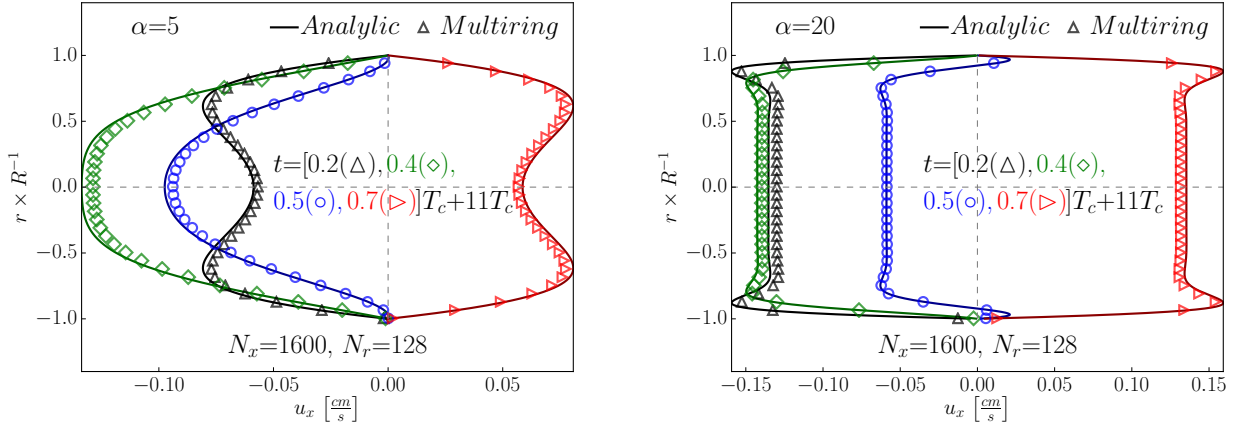 α=5 — Analytic △ Multiring
1.0
0.5
0.0
−0.5
−1.0
r × R⁻¹
t=[0.2(△),0.4(◇),
0.5(○),0.7(▷)]T_c+11T_c
N_x=1600, N_r=128
−0.10 −0.05 0.00 0.05
u_x [cm/s]
α=20 — Analytic △ Multiring
1.0
0.5
0.0
−0.5
−1.0
r × R⁻¹
t=[0.2(△),0.4(◇),
0.5(○),0.7(▷)]T_c+11T_c
N_x=1600, N_r=128
−0.15 −0.10 −0.05 0.00 0.05 0.10 0.15
u_x [cm/s]